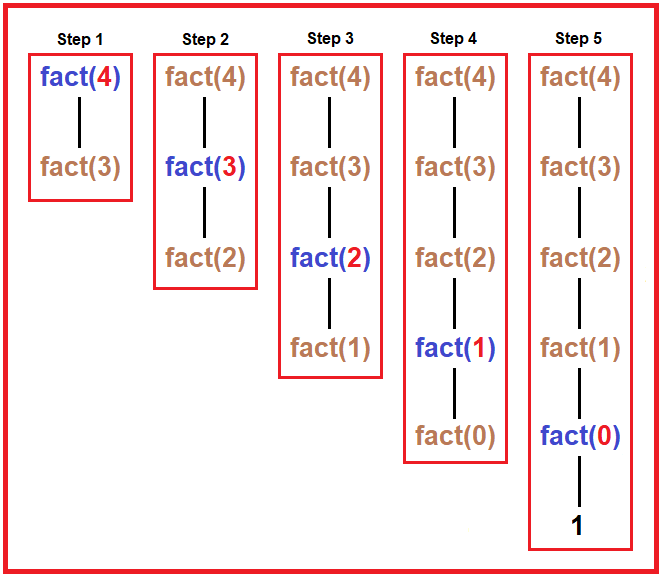 Step 1 Step 2 Step 3 Step 4 Step 5
fact(4) fact(4) fact(4) fact(4) fact(4)
fact(3) fact(3) fact(3) fact(3) fact(3)
fact(2) fact(2) fact(2) fact(2)
fact(1) fact(1) fact(1)
fact(0) fact(0)
1